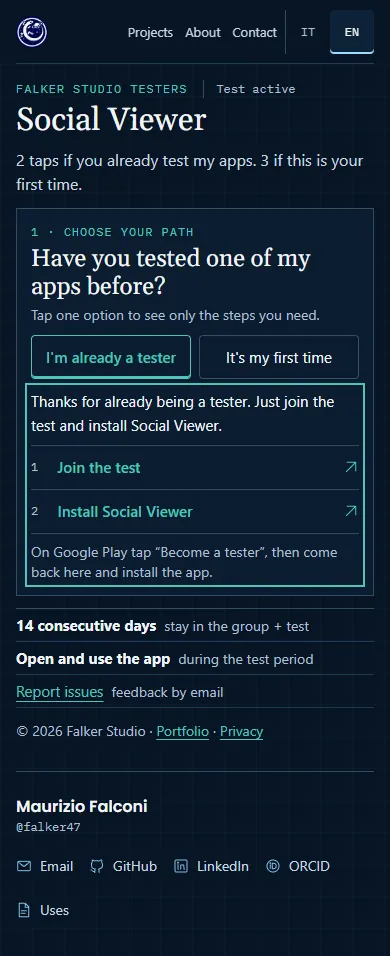 Projects About Contact IT EN
FALKER STUDIO TESTERS Test active
Social Viewer
2 taps if you already test my apps. 3 if this is your
first time.
1 · CHOOSE YOUR PATH
Have you tested one of my
apps before?
Tap one option to see only the steps you need.
I'm already a tester It's my first time
Thanks for already being a tester. Just join the
test and install Social Viewer.
1 Join the test
2 Install Social Viewer
On Google Play tap “Become a tester”, then come
back here and install the app.
14 consecutive days stay in the group + test
Open and use the app during the test period
Report issues feedback by email
© 2026 Falker Studio · Portfolio · Privacy
Maurizio Falconi
@falker47
Email GitHub LinkedIn ORCID
Uses